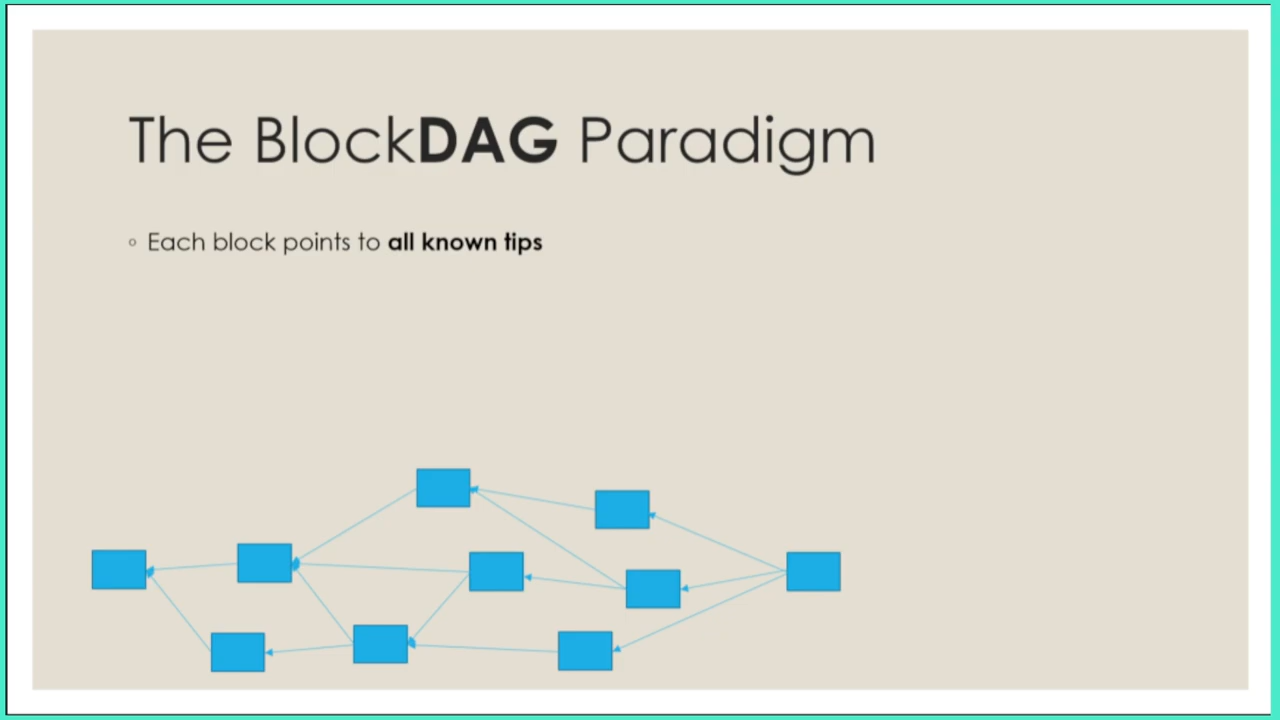 The BlockDAG Paradigm
◦ Each block points to all known tips